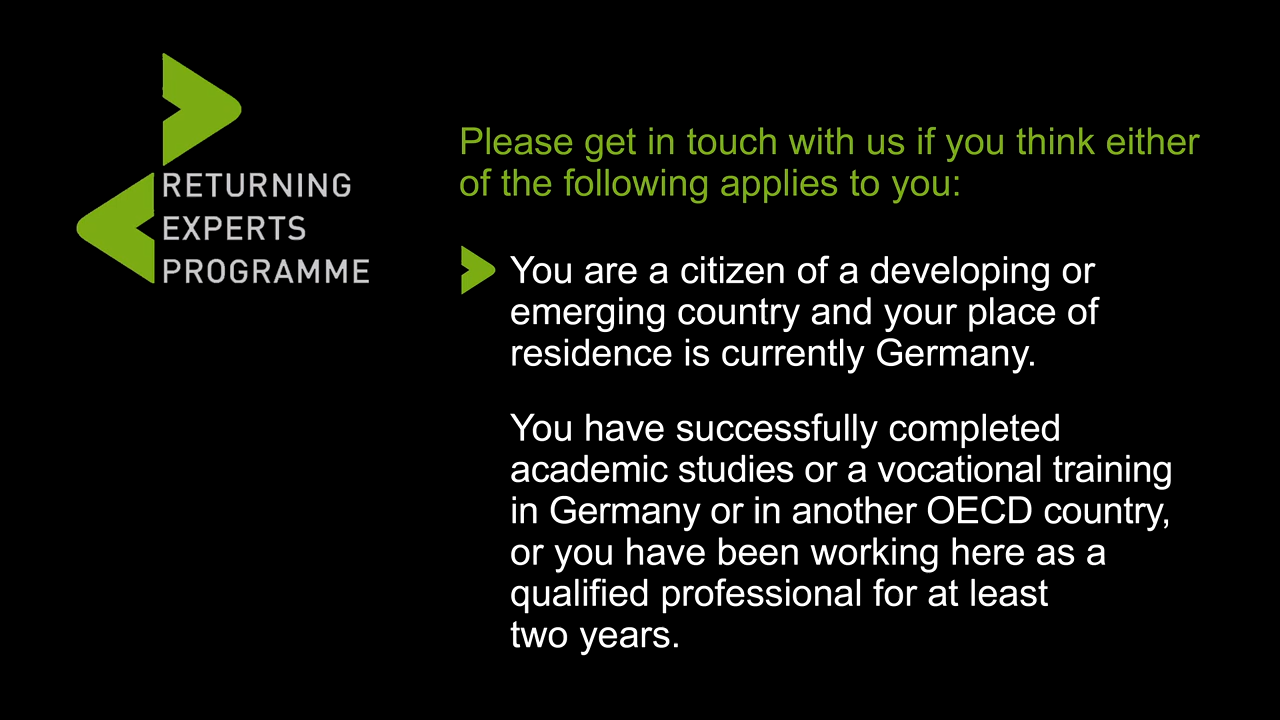 RETURNING
EXPERTS
PROGRAMME
Please get in touch with us if you think either
of the following applies to you:
You are a citizen of a developing or
emerging country and your place of
residence is currently Germany.
You have successfully completed
academic studies or a vocational training
in Germany or in another OECD country,
or you have been working here as a
qualified professional for at least
two years.